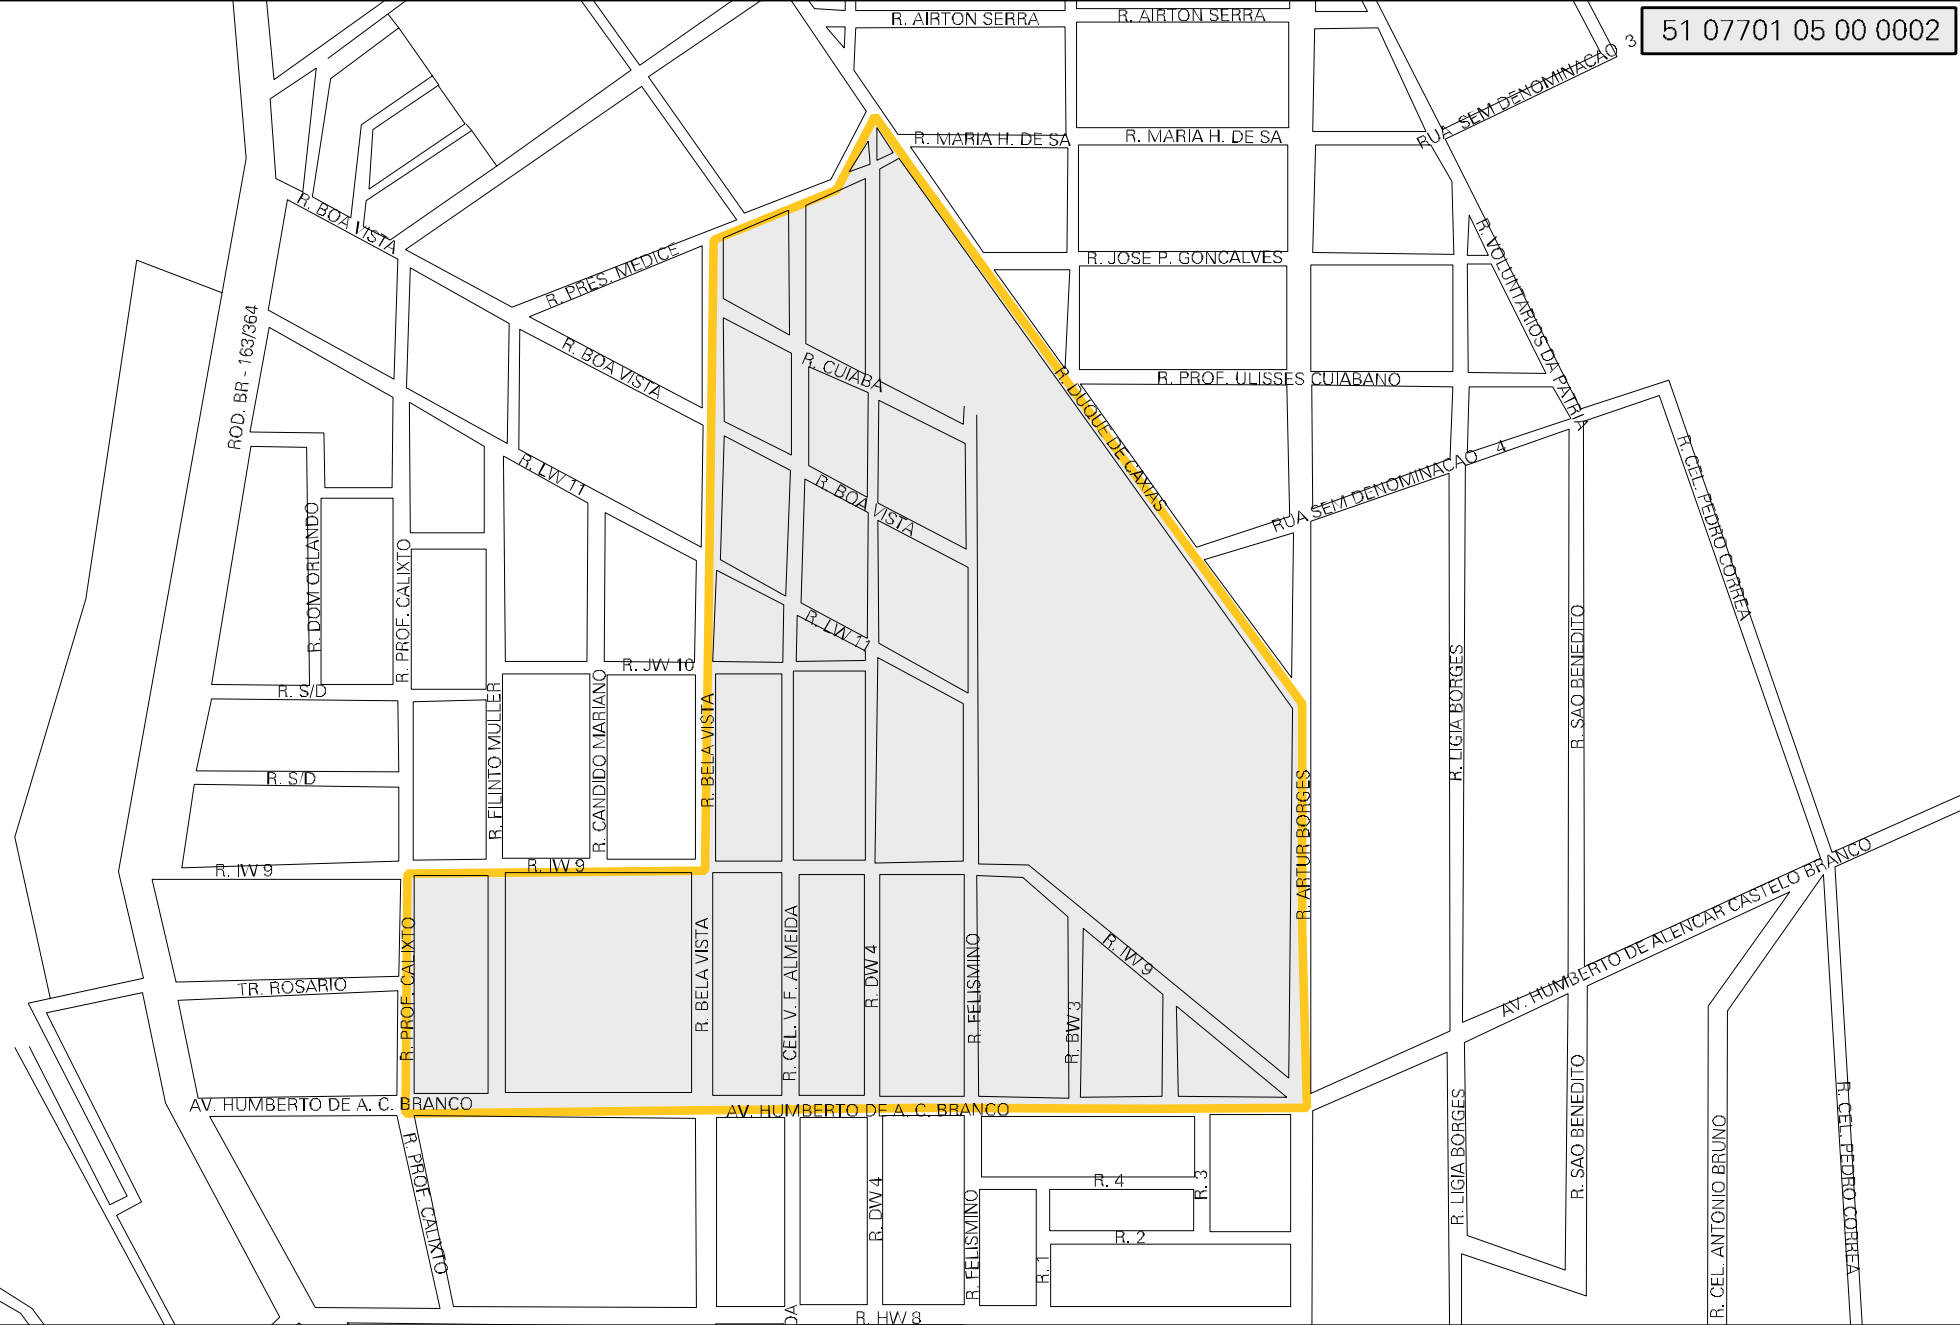 R. AIRTON SERRA
R. AIRTON SERRA
51 07701 05 00 0002
RUA SEM DENOMINACAO 3
R. MARIA H. DE SA
R. MARIA H. DE SA
R. BOA VISTA
R. PRES. MEDICE
R. JOSE P. GONCALVES
R. VOLUNTARIOS DA PATRIA
ROD. BR - 163/364
R. BOA VISTA
R. CUIABA
R. DUQUE DE CAXIAS
R. PROF. ULISSES CUIABANO
R. LW 11
R. BOA VISTA
RUA SEM DENOMINACAO 4
R. CEL. PEDRO CORREA
R. DOM ORLANDO
R. PROF. CALIXTO
R. LW 11
R. JW 10
R. S/D
R. FILINTO MULLER
R. CANDIDO MARIANO
R. BELA VISTA
R. LIGIA BORGES
R. SAO BENEDITO
R. S/D
R. ARTUR BORGES
R. IW 9
R. IW 9
AV. HUMBERTO DE ALENCAR CASTELO BRANCO
R. PROF. CALIXTO
R. BELA VISTA
R. CEL. V. F. ALMEIDA
R. DW 4
R. FELISMINO
R. IW 9
R. BW 3
TR. ROSARIO
AV. HUMBERTO DE A. C. BRANCO
AV. HUMBERTO DE A. C. BRANCO
R. PROF. CALIXTO
R. DW 4
R. FELISMINO
R. 4
R. 3
R. 2
R. 1
R. LIGIA BORGES
R. SAO BENEDITO
R. CEL. ANTONIO BRUNO
R. CEL. PEDRO CORREA
DA
R. HW 8